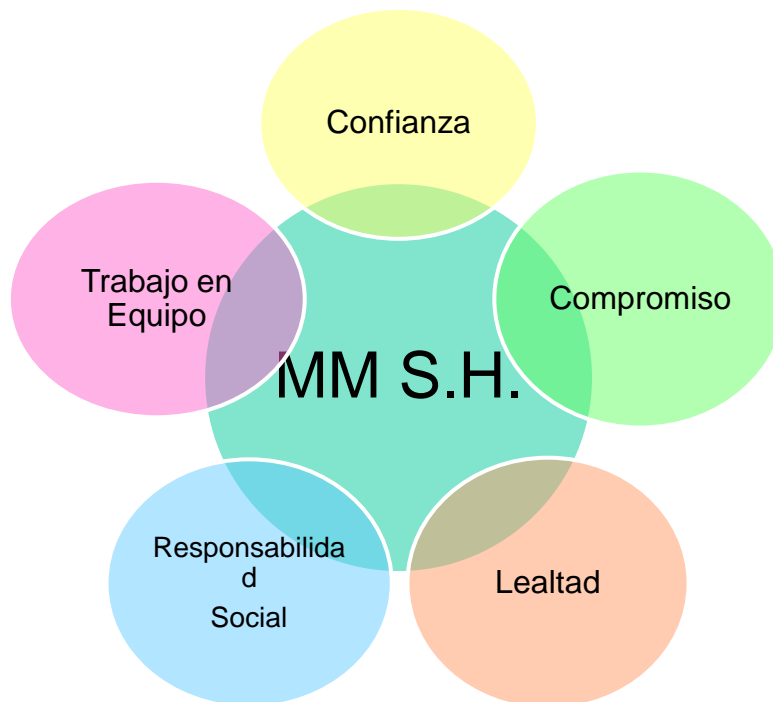 Confianza
Trabajo en
Equipo
Compromiso
MM S.H.
Responsabilida
d
Social
Lealtad